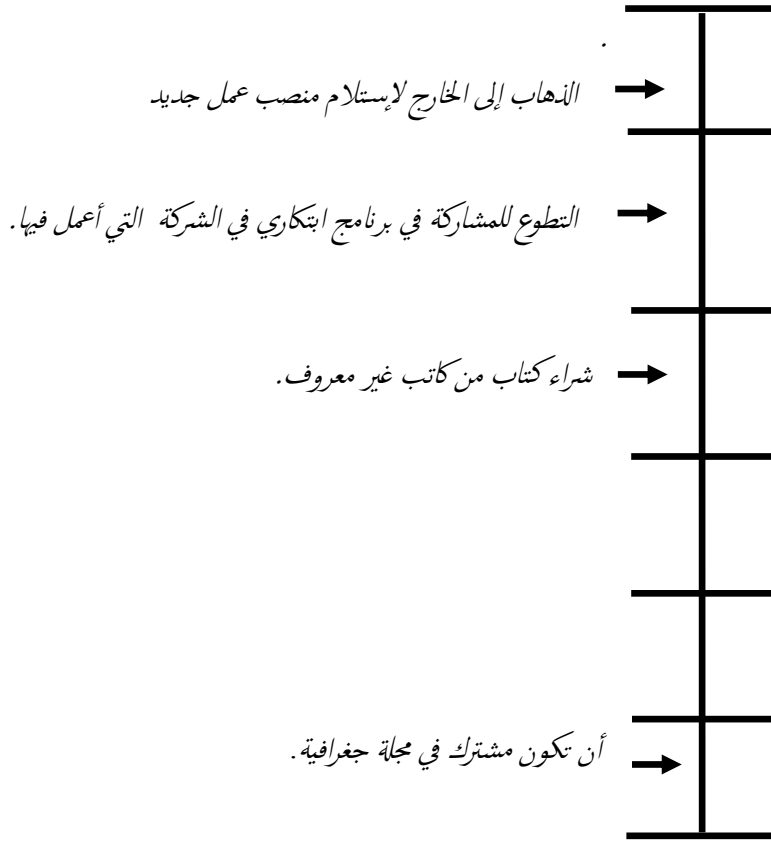 .
الذهاب إلى الخارج لإستلام منصب عمل جديد
التطوع للمشاركة في برنامج ابتكاري في الشركة التي أعمل فيها.
شراء كتاب من كاتب غير معروف.
أن تكون مشترك في مجلة جغرافية.